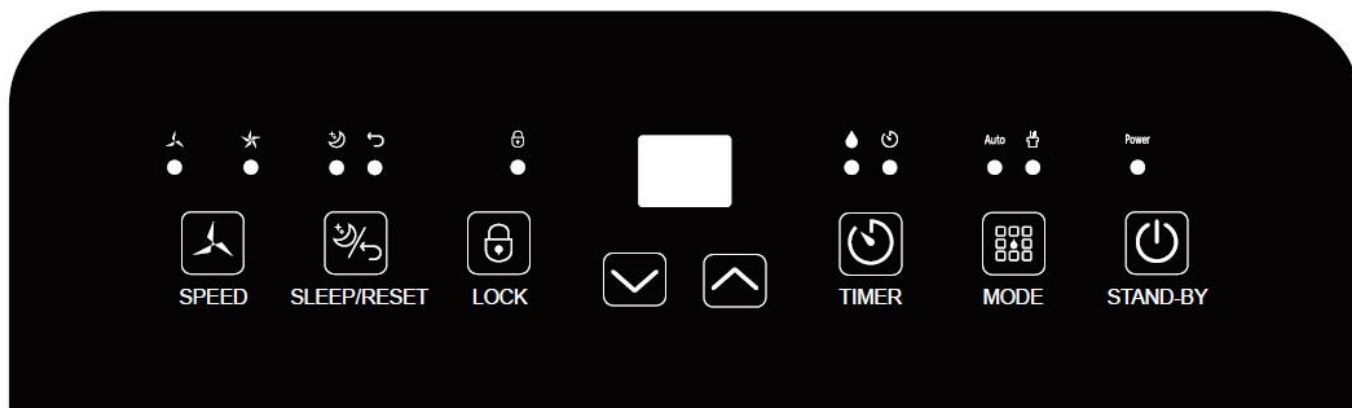 Auto
Power
SPEED
SLEEP/RESET
LOCK
TIMER
MODE
STAND-BY